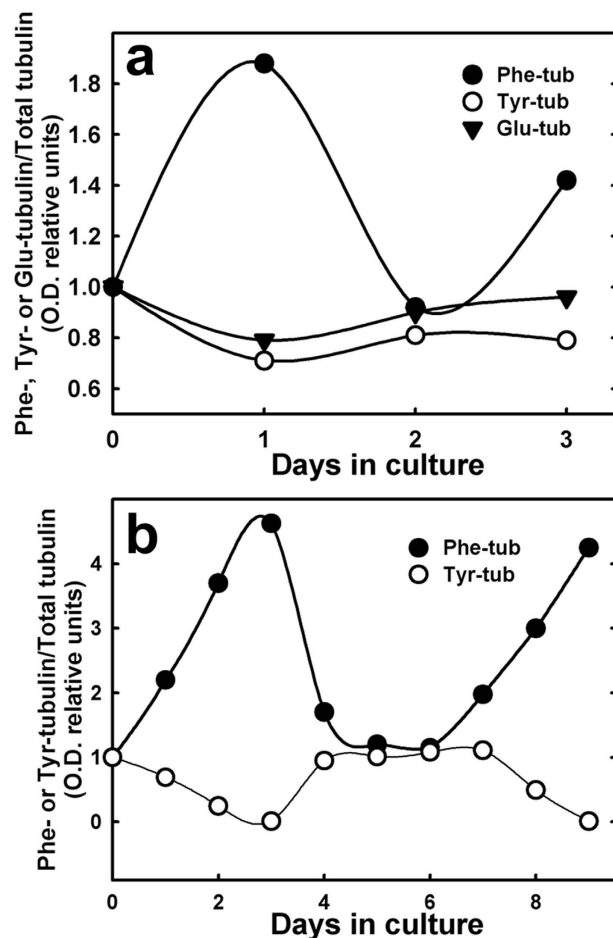 a
Phe-, Tyr- or Glu-tubulin/Total tubulin
(O.D. relative units)
1.8
1.4
1.2
1.0
0.8
0.6
Phe-tub
Tyr-tub
Glu-tub
0
1
2
3
Days in culture
b
Phe- or Tyr-tubulin/Total tubulin
(O.D. relative units)
4
3
2
1
0
Phe-tub
Tyr-tub
0
2
4
6
8
Days in culture